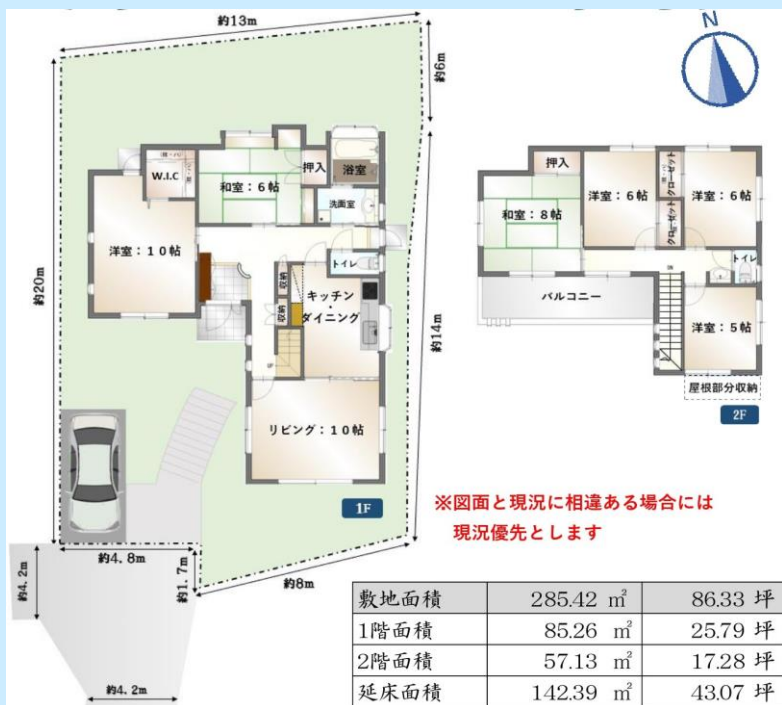 約13m
N
約6m
約20m
約14m
W.I.C
和室：6帖
押入
浴室
洗面室
洋室：10帖
トイレ
収納
収納
キッチン
・
ダイニング
リビング：10帖
1F
押入
和室：8帖
洋室：6帖
クローゼット
クローゼット
洋室：6帖
トイレ
バルコニー
洋室：5帖
屋根部分収納
2F
※図面と現況に相違ある場合には
現況優先とします
約4.8m
約4.2m
約1.7m
約8m
約4.2m
敷地面積 285.42 ㎡ 86.33 坪
1階面積 85.26 ㎡ 25.79 坪
2階面積 57.13 ㎡ 17.28 坪
延床面積 142.39 ㎡ 43.07 坪